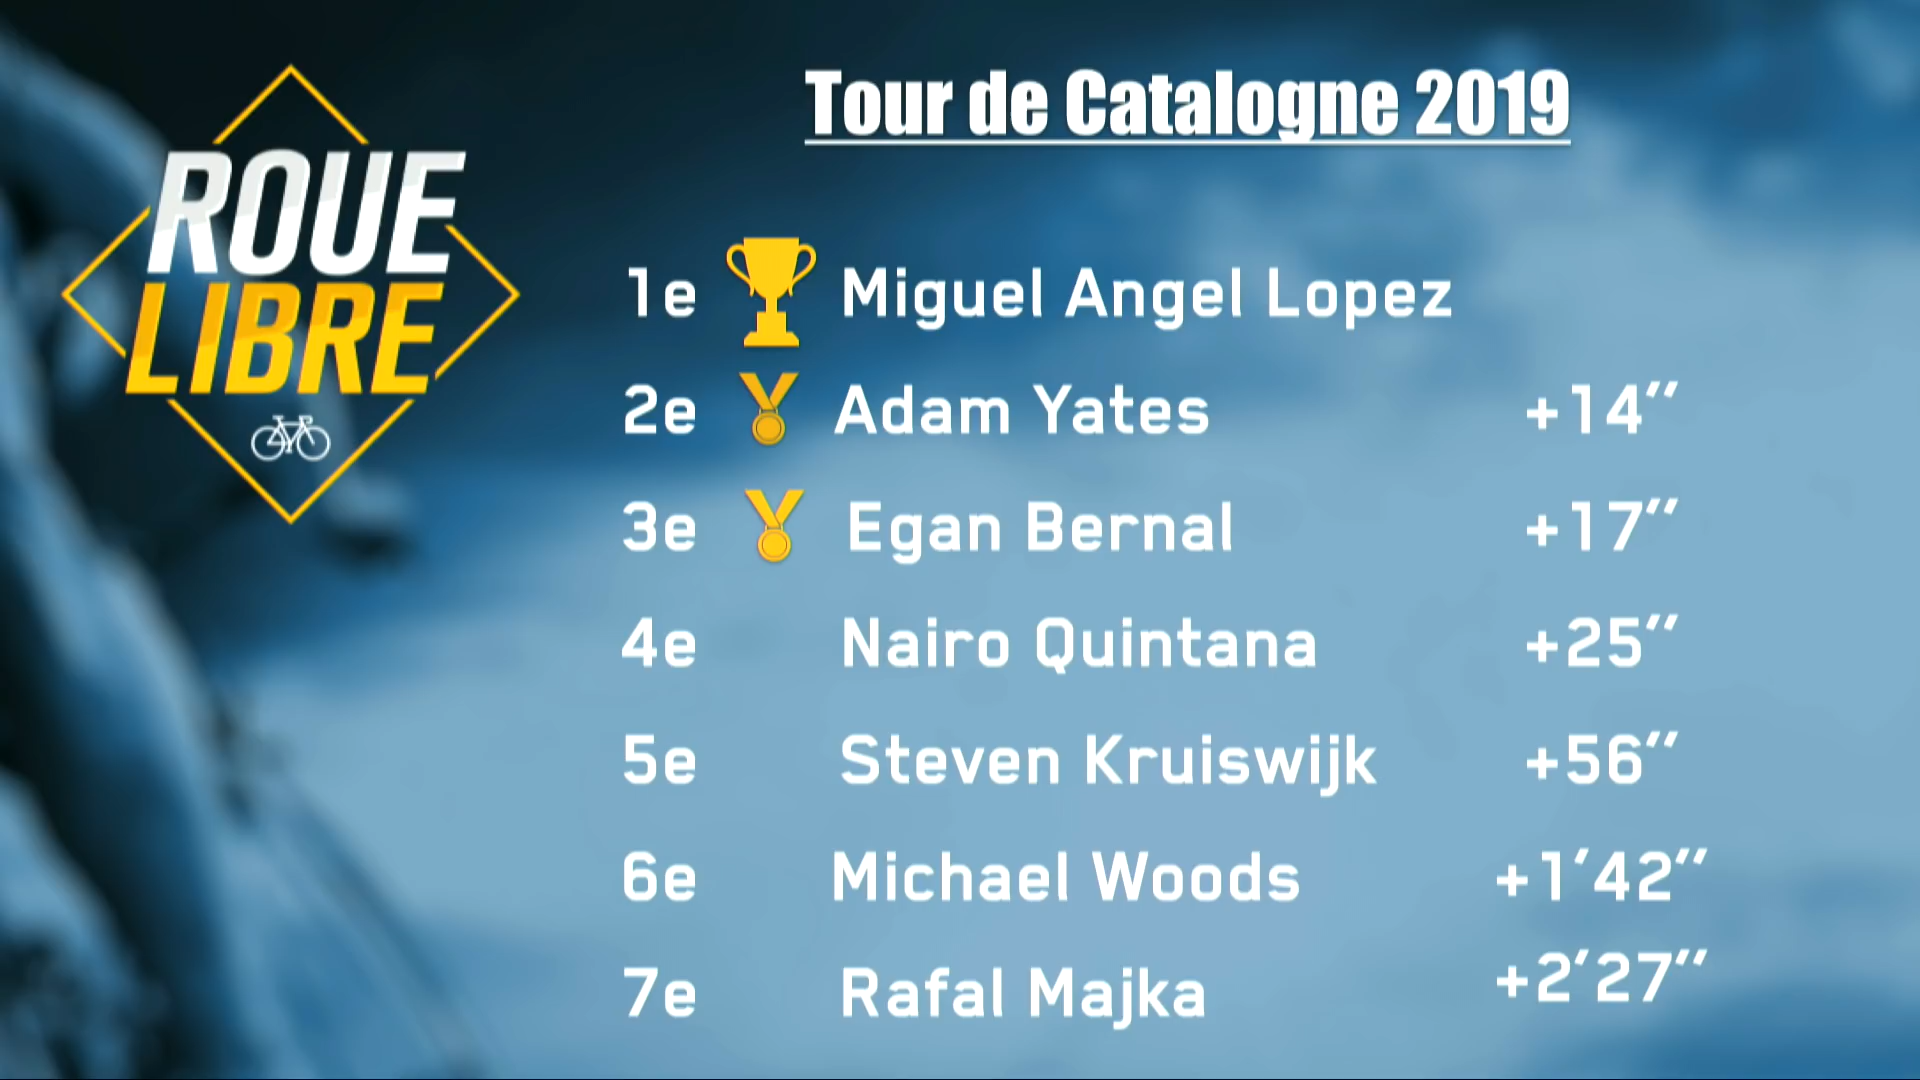 ROUE
LIBRE
Tour de Catalogne 2019
1e Miguel Angel Lopez
2e Adam Yates +14’’
3e Egan Bernal +17’’
4e Nairo Quintana +25’’
5e Steven Kruiswijk +56’’
6e Michael Woods +1’42’’
7e Rafal Majka +2’27’’